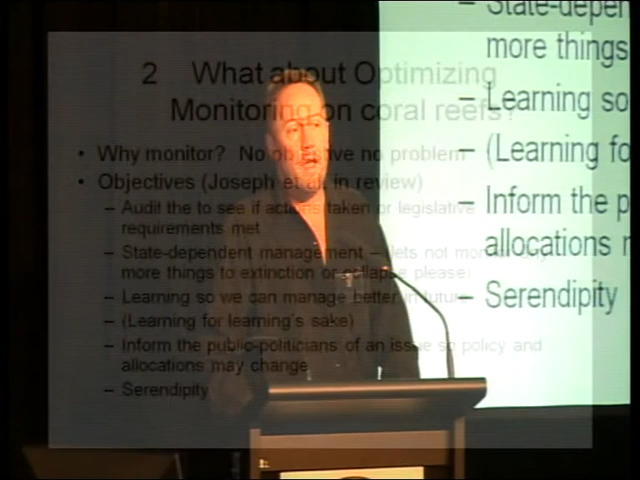 2 What about Optimizing
Monitoring on coral reefs?
• Why monitor? No objective no problem
• Objectives (Joseph et al. in review)
– Audit the to see if actions taken or legislative
requirements met
– State-dependent management – lets not monitor any
more things to extinction or collapse please!
– Learning so we can manage better in future
– (Learning for learning's sake)
– Inform the public-politicians of an issue so policy and
allocations may change
– Serendipity
– State-depen
more things
– Learning so
– (Learning fo
– Inform the p
allocations
– Serendipity